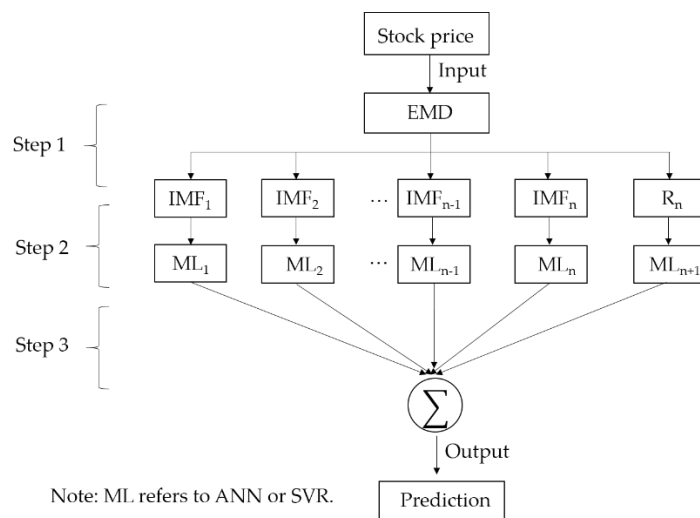 Stock price
Input
EMD
Step 1
IMF₁ IMF₂ ... IMFₙ₋₁ IMFₙ Rₙ
Step 2
ML₁ ML₂ ... MLₙ₋₁ MLₙ MLₙ₊₁
Step 3
∑
Output
Note: ML refers to ANN or SVR.
Prediction